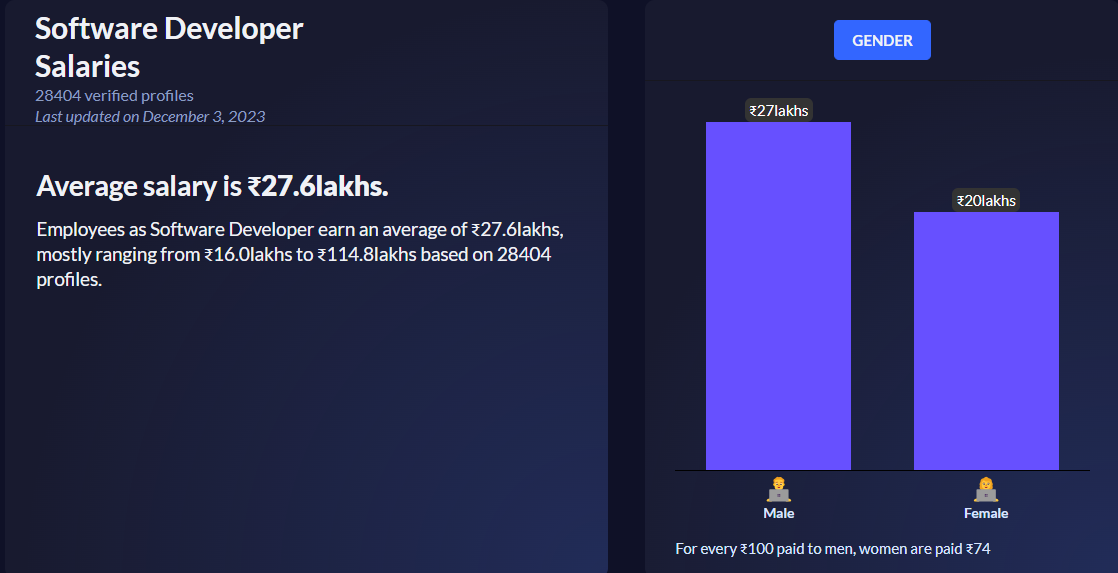 Software Developer
Salaries
28404 verified profiles
Last updated on December 3, 2023
Average salary is ₹27.6lakhs.
Employees as Software Developer earn an average of ₹27.6lakhs,
mostly ranging from ₹16.0lakhs to ₹114.8lakhs based on 28404
profiles.
GENDER
₹27lakhs
₹20lakhs
Male
Female
For every ₹100 paid to men, women are paid ₹74